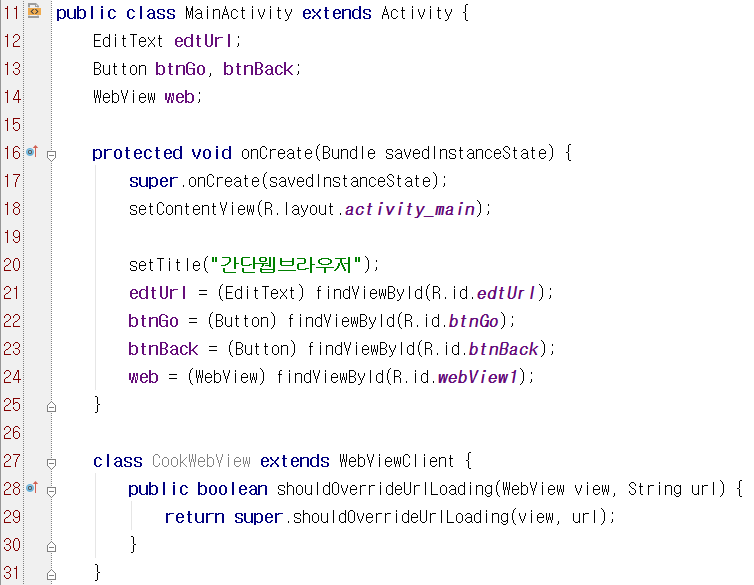 11 public class MainActivity extends Activity {
12 EditText edtUrl;
13 Button btnGo, btnBack;
14 WebView web;
15
16 protected void onCreate(Bundle savedInstanceState) {
17 super.onCreate(savedInstanceState);
18 setContentView(R.layout.activity_main);
19
20 setTitle("간단웹브라우저");
21 edtUrl = (EditText) findViewById(R.id.edtUrl);
22 btnGo = (Button) findViewById(R.id.btnGo);
23 btnBack = (Button) findViewById(R.id.btnBack);
24 web = (WebView) findViewById(R.id.webView1);
25 }
26
27 class CookWebView extends WebViewClient {
28 public boolean shouldOverrideUrlLoading(WebView view, String url) {
29 return super.shouldOverrideUrlLoading(view, url);
30 }
31 }